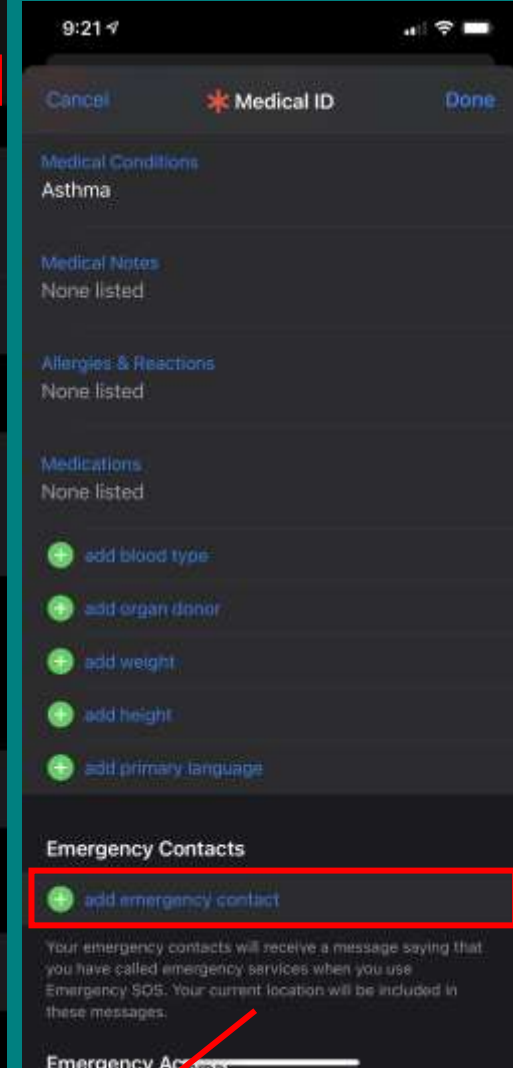 9:21
Cancel
Medical ID
Done
Medical Conditions
Asthma
Medical Notes
None listed
Allergies & Reactions
None listed
Medications
None listed
add blood type
add organ donor
add weight
add height
add primary language
Emergency Contacts
add emergency contact
Your emergency contacts will receive a message saying that
you have called emergency services when you use
Emergency SOS. Your current location will be included in
these messages.
Emergency